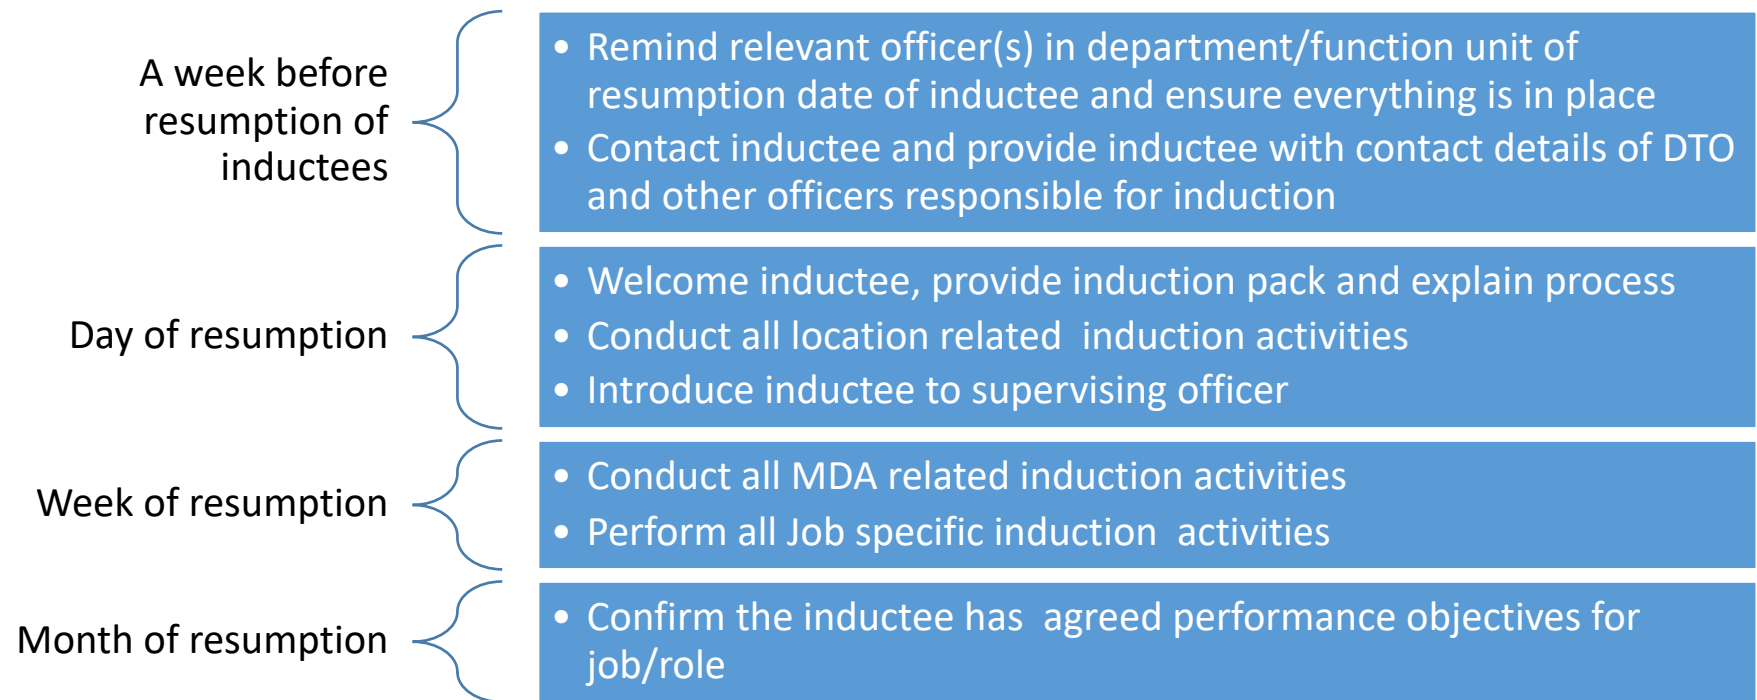 A week before
resumption of
inductees
• Remind relevant officer(s) in department/function unit of
resumption date of inductee and ensure everything is in place
• Contact inductee and provide inductee with contact details of DTO
and other officers responsible for induction
Day of resumption
• Welcome inductee, provide induction pack and explain process
• Conduct all location related  induction activities
• Introduce inductee to supervising officer
Week of resumption
• Conduct all MDA related induction activities
• Perform all Job specific induction  activities
Month of resumption
• Confirm the inductee has  agreed performance objectives for
job/role